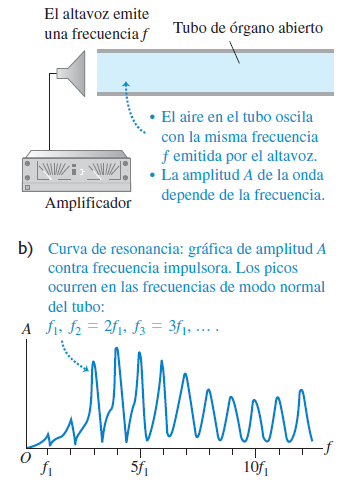 El altavoz emite
una frecuencia f
Tubo de órgano abierto
• El aire en el tubo oscila
con la misma frecuencia
f emitida por el altavoz.
• La amplitud A de la onda
depende de la frecuencia.
Amplificador
b) Curva de resonancia: gráfica de amplitud A
contra frecuencia impulsora. Los picos
ocurren en las frecuencias de modo normal
del tubo:
f₁, f₂ = 2f₁, f₃ = 3f₁, ... .
A
O
f₁
5f₁
10f₁
f